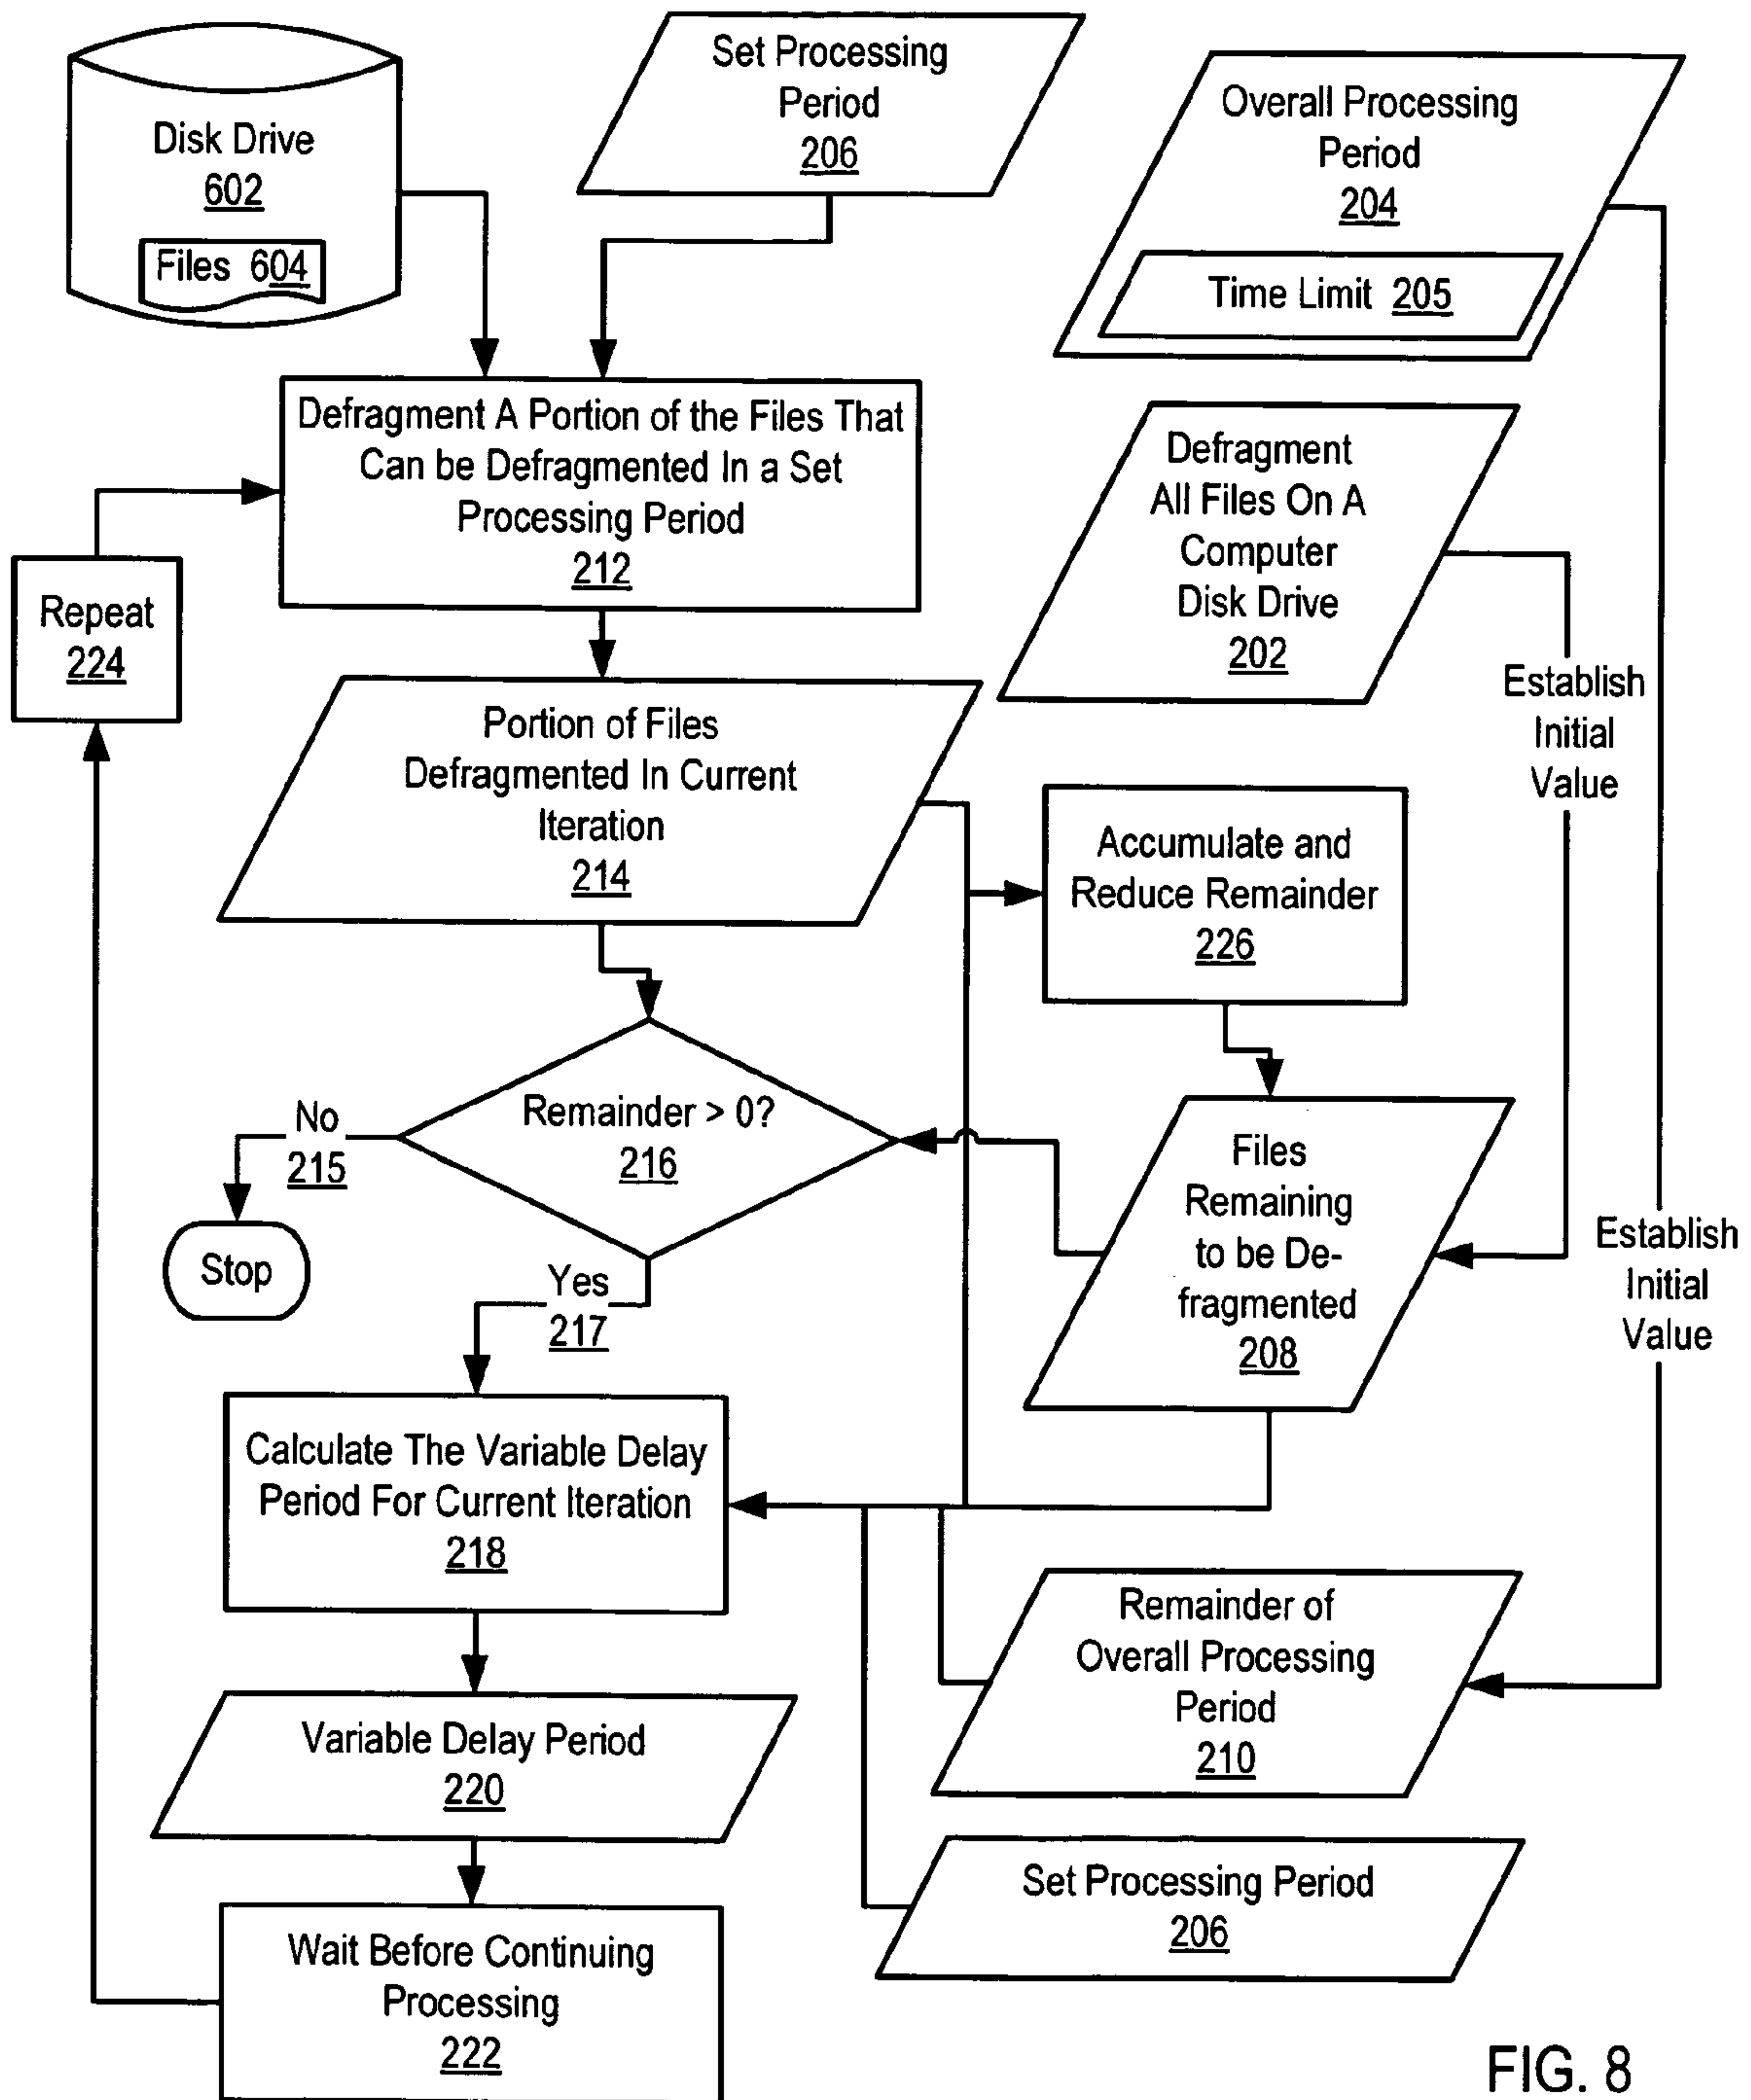 Disk Drive
602
Files 604
Set Processing
Period
206
Overall Processing
Period
204
Time Limit 205
Defragment A Portion of the Files That
Can be Defragmented In a Set
Processing Period
212
Defragment
All Files On A
Computer
Disk Drive
202
Repeat
224
Establish
Initial
Value
Portion of Files
Defragmented In Current
Iteration
214
Accumulate and
Reduce Remainder
226
Remainder > 0?
216
No
215
Stop
Yes
217
Files
Remaining
to be De-
fragmented
208
Establish
Initial
Value
Calculate The Variable Delay
Period For Current Iteration
218
Remainder of
Overall Processing
Period
210
Variable Delay Period
220
Set Processing Period
206
Wait Before Continuing
Processing
222
FIG. 8